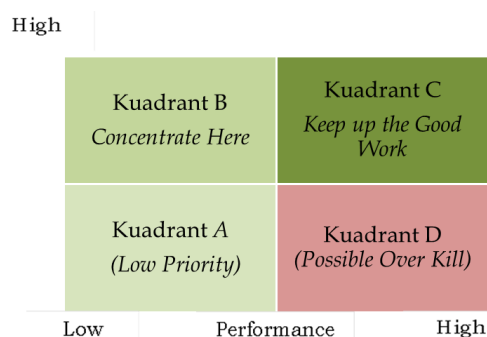 High
Kuadrant B
Concentrate Here
Kuadrant C
Keep up the Good
Work
Kuadrant A
(Low Priority)
Kuadrant D
(Possible Over Kill)
Low
Performance
High